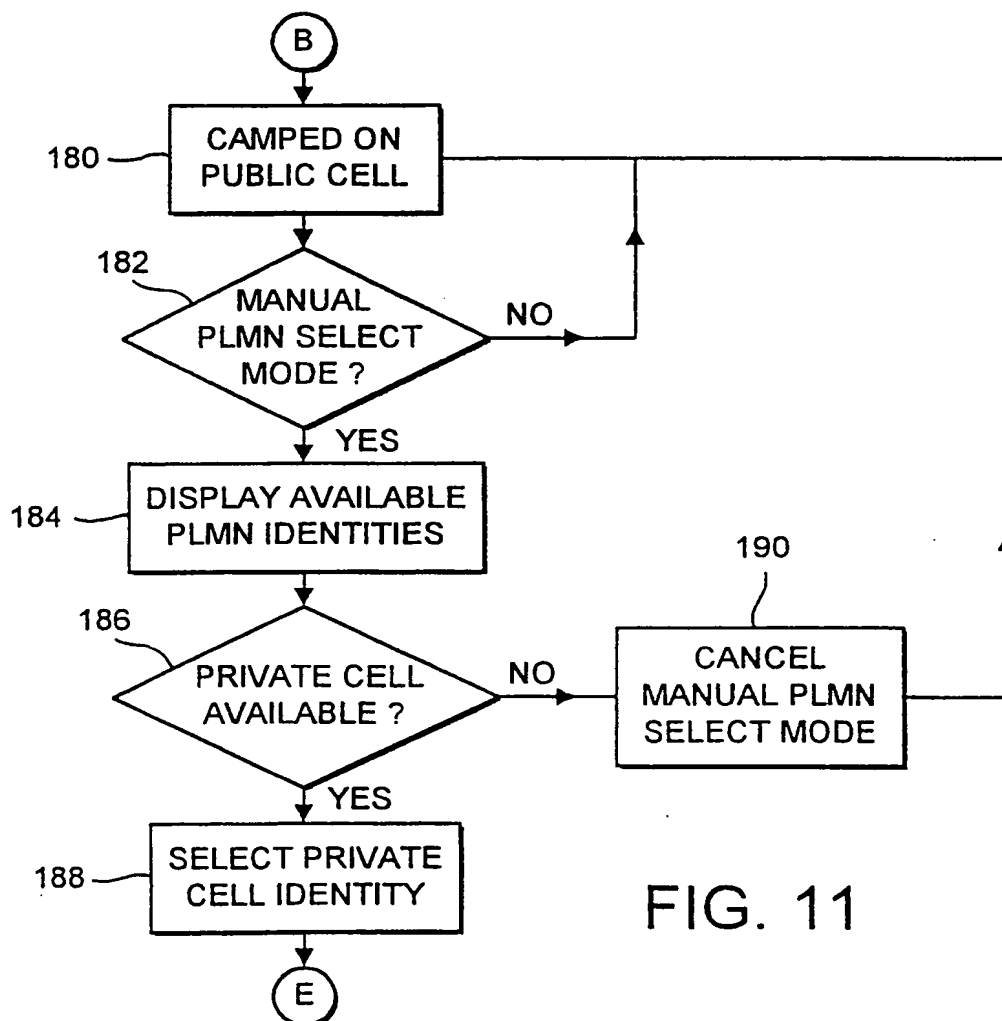 B
180
CAMPED ON
PUBLIC CELL
182
MANUAL
PLMN SELECT
MODE ?
NO
YES
184
DISPLAY AVAILABLE
PLMN IDENTITIES
186
PRIVATE CELL
AVAILABLE ?
NO
190
CANCEL
MANUAL PLMN
SELECT MODE
YES
188
SELECT PRIVATE
CELL IDENTITY
E
FIG. 11